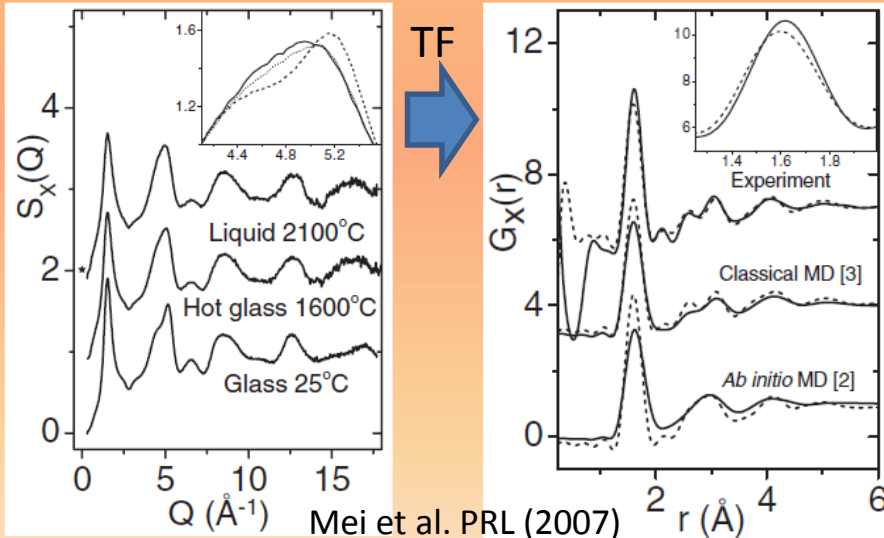 TF
S_X(Q)
4
2
0
1.6
1.4
1.2
4.4 4.8 5.2
Liquid 2100°C
*
Hot glass 1600°C
Glass 25°C
0 5 10 15
Q (Å⁻¹)
G_X(r)
12
8
4
0
10
8
6
1.4 1.6 1.8
Experiment
Classical MD [3]
Ab initio MD [2]
2 4 6
r (Å)
Mei et al. PRL (2007)